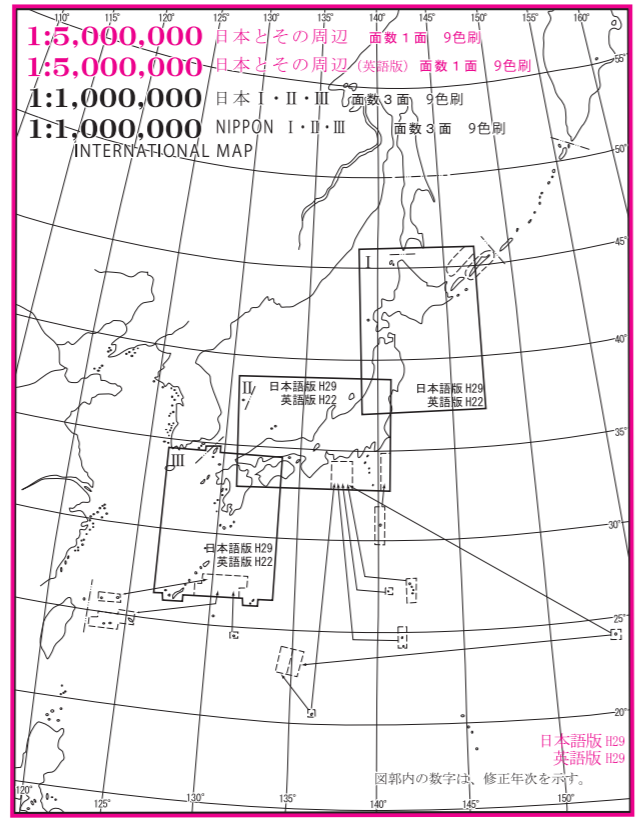 110° 115° 120° 125° 130° 135° 140° 145° 150° 155° 160°
1:5,000,000 日本とその周辺 面数1面 9色刷
1:5,000,000 日本とその周辺 (英語版) 面数1面 9色刷
1:1,000,000 日本Ⅰ・Ⅱ・Ⅲ 面数3面 9色刷
1:1,000,000 NIPPON Ⅰ・Ⅱ・Ⅲ 面数3面 9色刷
INTERNATIONAL MAP
55°
50°
45°
Ⅰ
40°
Ⅱ
日本語版 H29
英語版 H22
日本語版 H29
英語版 H22
35°
Ⅲ
30°
日本語版 H29
英語版 H22
25°
20°
日本語版 H29
英語版 H29
図郭内の数字は、修正年次を示す。
120° 125° 130° 135° 140° 145° 150°